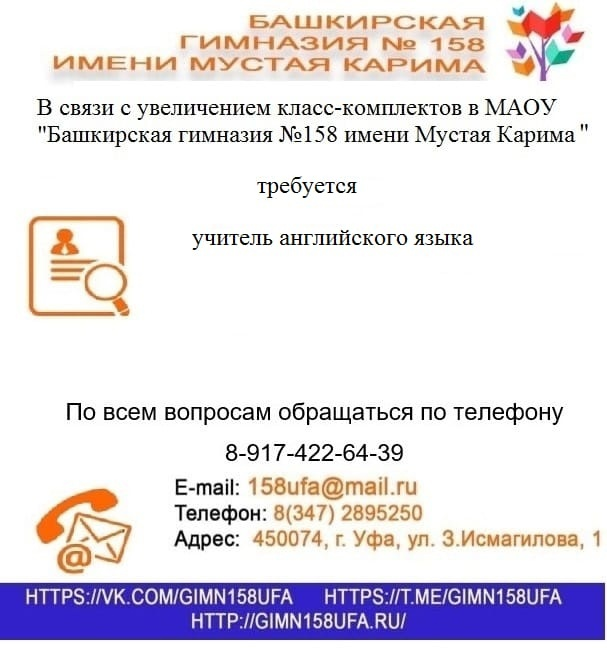 БАШКИРСКАЯ
ГИМНАЗИЯ № 158
ИМЕНИ МУСТАЯ КАРИМА
В связи с увеличением класс-комплектов в МАОУ
"Башкирская гимназия №158 имени Мустая Карима "
требуется
учитель английского языка
По всем вопросам обращаться по телефону
8-917-422-64-39
E-mail: 158ufa@mail.ru
Телефон: 8(347) 2895250
Адрес: 450074, г. Уфа, ул. З.Исмагилова, 1
HTTPS://VK.COM/GIMN158UFA HTTPS://T.ME/GIMN158UFA
HTTP://GIMN158UFA.RU/